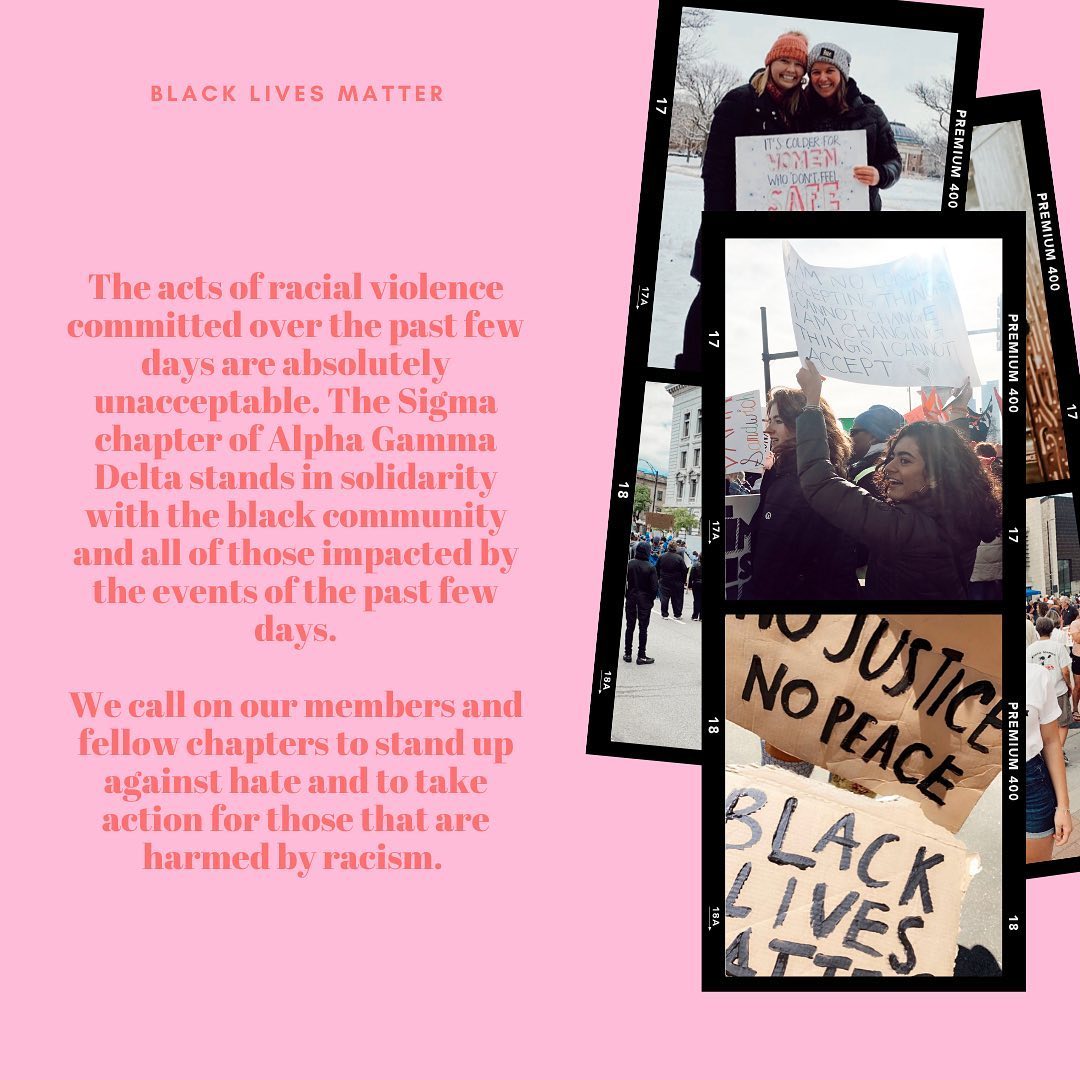 BLACK LIVES MATTER
The acts of racial violence
committed over the past few
days are absolutely
unacceptable. The Sigma
chapter of Alpha Gamma
Delta stands in solidarity
with the black community
and all of those impacted by
the events of the past few
days.
We call on our members and
fellow chapters to stand up
against hate and to take
action for those that are
harmed by racism.
17
PREMIUM 400
IT'S COLDER FOR
WOMEN
WHO DON'T FEEL
SAFE
17A
18
18A
PREMIUM 400
17
17
PREMIUM 400
AM NO
THINGS
CANNOT CHANGE
I AM CHANGING
THINGS I CANNOT
ACCEPT
17A
17
JUSTICE
NO PEACE
18
PREMIUM 400
BLACK
LIVES
18A
18